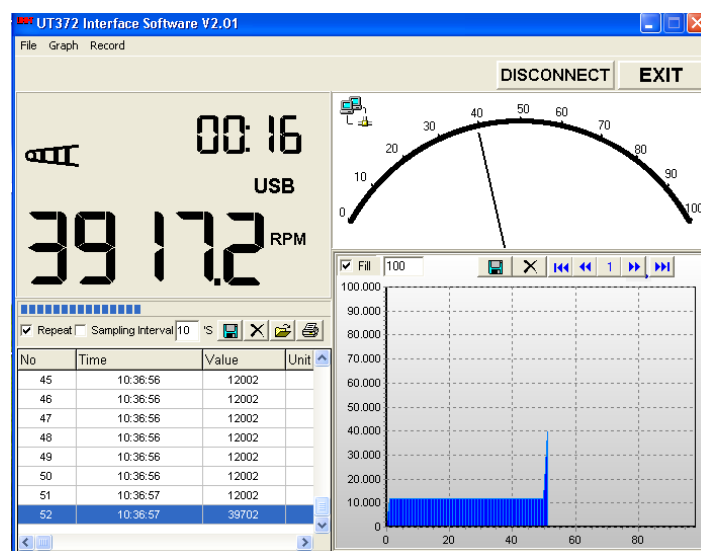 UT372 Interface Software V2.01
File Graph Record
DISCONNECT EXIT
00:16
USB
3917.2 RPM
0 10 20 30 40 50 60 70 80 90 100
Repeat Sampling Interval 10 'S
No Time Value Unit
45 10:36:56 12002
46 10:36:56 12002
47 10:36:56 12002
48 10:36:56 12002
49 10:36:56 12002
50 10:36:56 12002
51 10:36:57 12002
52 10:36:57 39702
Fill 100 1
100.000
90.000
80.000
70.000
60.000
50.000
40.000
30.000
20.000
10.000
0
0 20 40 60 80